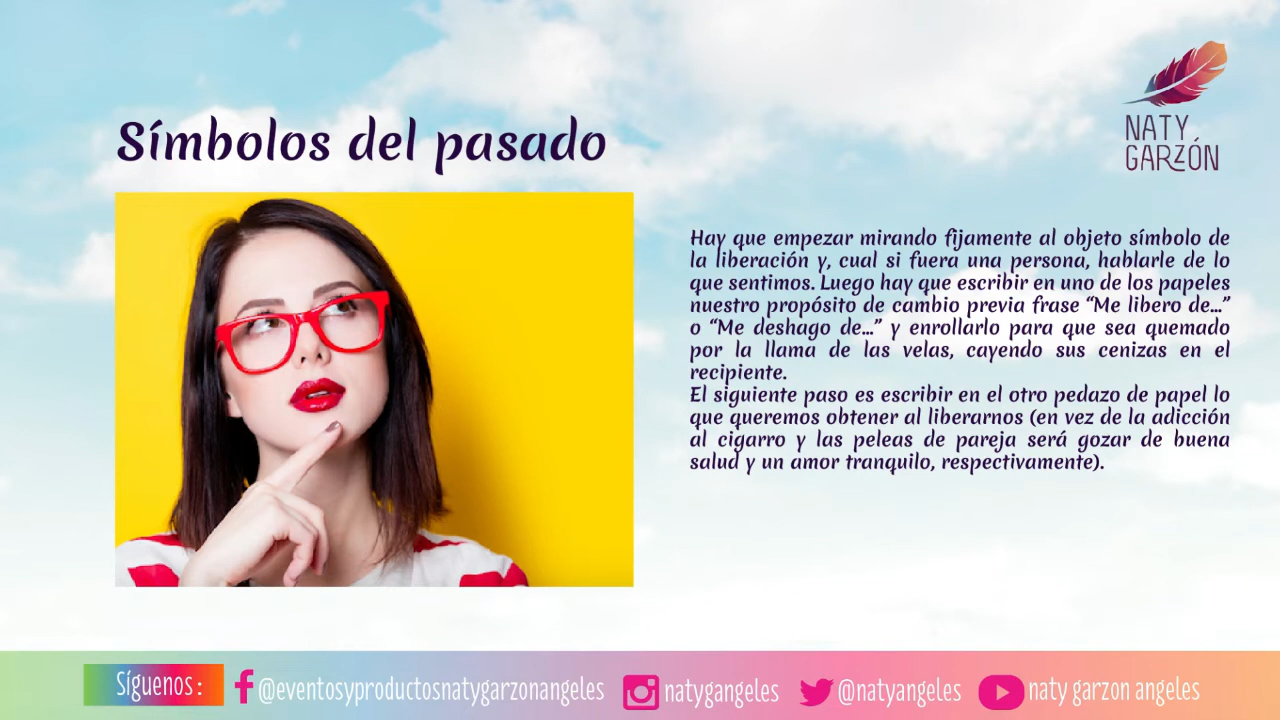 Símbolos del pasado
NATY
GARZÓN
Hay que empezar mirando fijamente al objeto símbolo de
la liberación y, cual si fuera una persona, hablarle de lo
que sentimos. Luego hay que escribir en uno de los papeles
nuestro propósito de cambio previa frase “Me libero de...”
o “Me deshago de...” y enrollarlo para que sea quemado
por la llama de las velas, cayendo sus cenizas en el
recipiente.
El siguiente paso es escribir en el otro pedazo de papel lo
que queremos obtener al liberarnos (en vez de la adicción
al cigarro y las peleas de pareja será gozar de buena
salud y un amor tranquilo, respectivamente).
Síguenos: @eventosyproductosnatygarzonangeles natygangeles @natyangeles naty garzon angeles